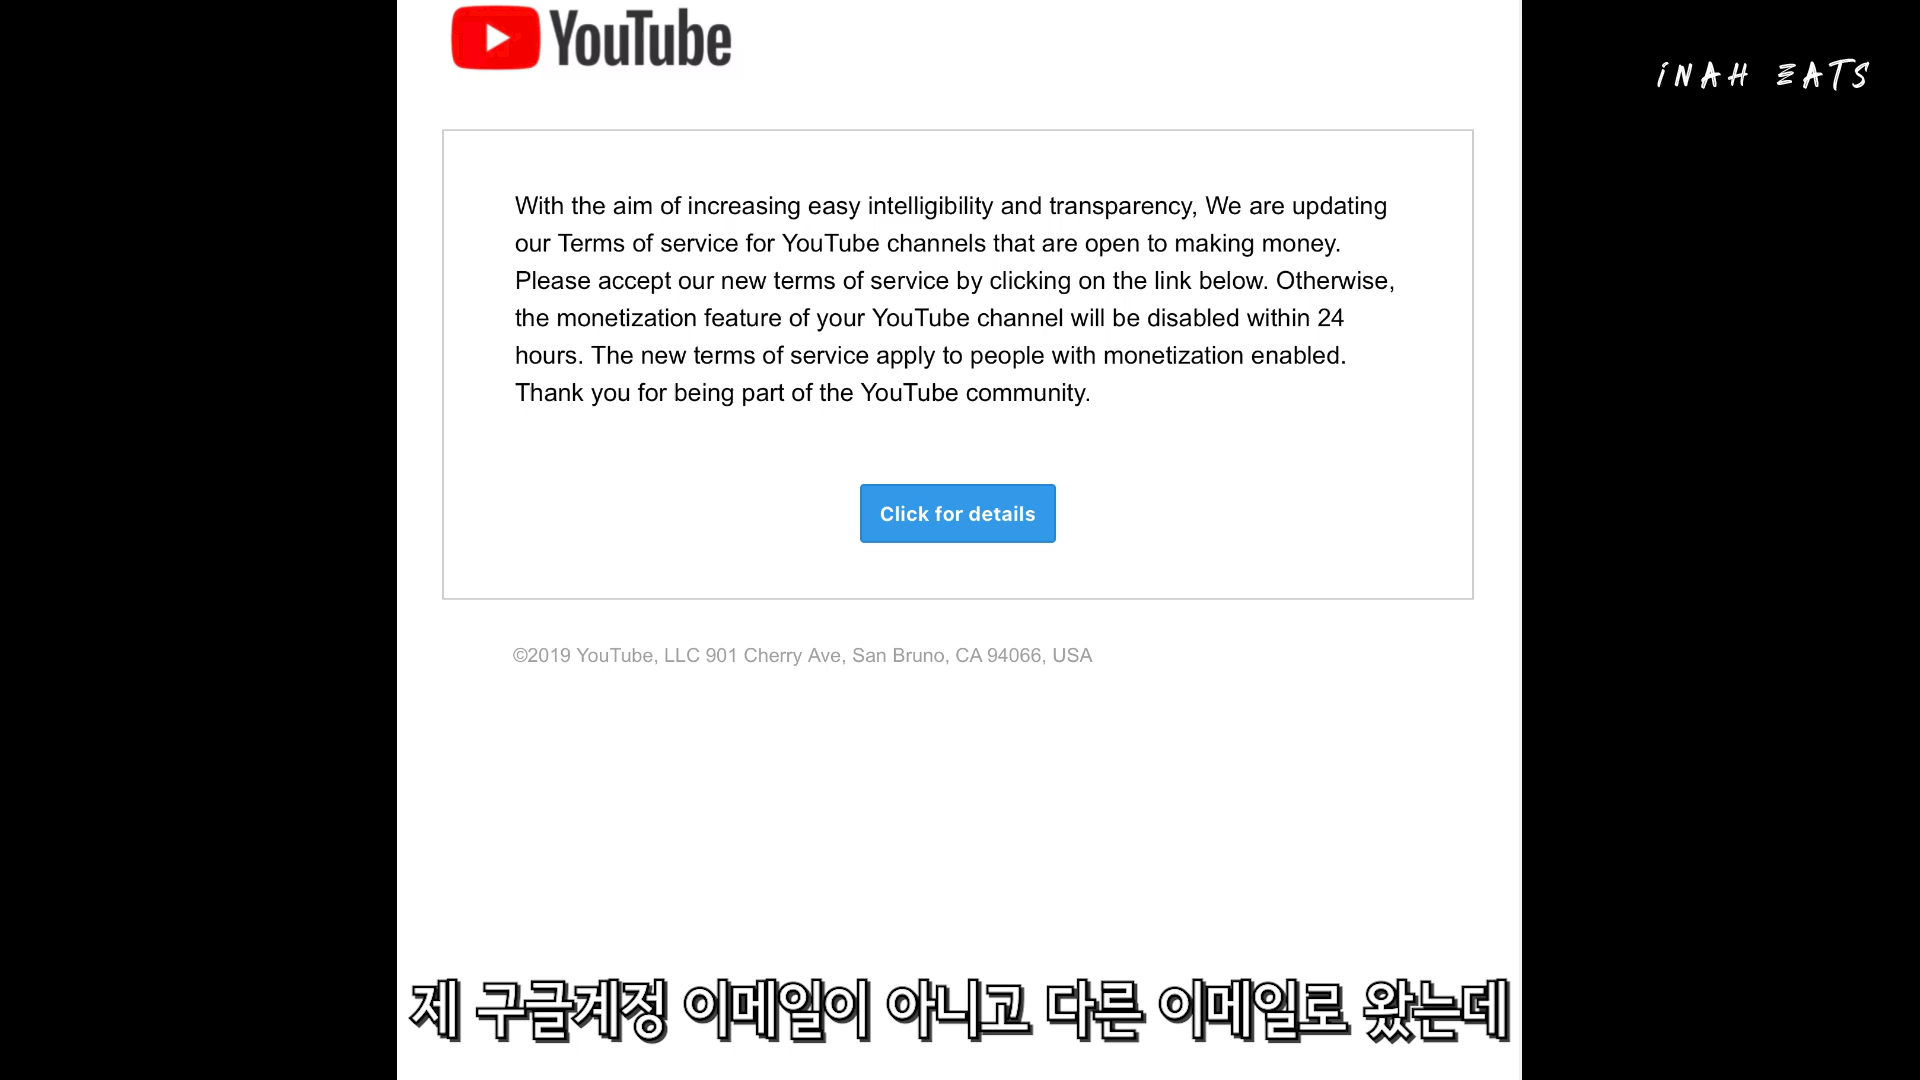 YouTube
iNAH EATS
With the aim of increasing easy intelligibility and transparency, We are updating
our Terms of service for YouTube channels that are open to making money.
Please accept our new terms of service by clicking on the link below. Otherwise,
the monetization feature of your YouTube channel will be disabled within 24
hours. The new terms of service apply to people with monetization enabled.
Thank you for being part of the YouTube community.
Click for details
©2019 YouTube, LLC 901 Cherry Ave, San Bruno, CA 94066, USA
제 구글계정 이메일이 아니고 다른 이메일로 왔는데